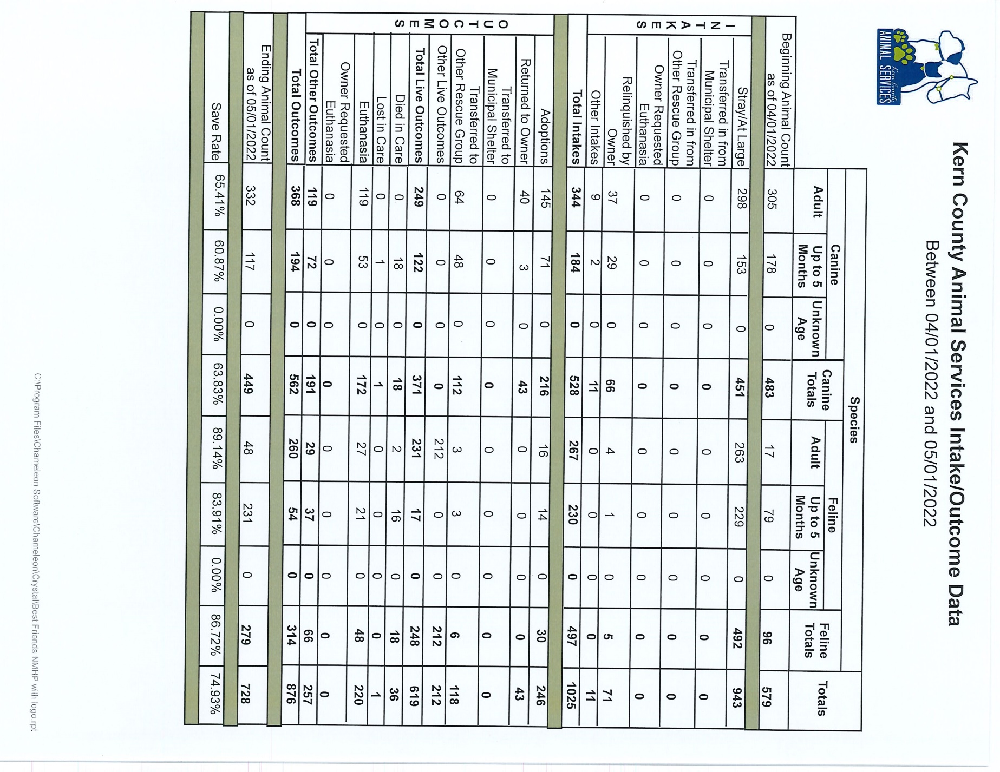 Kern County
ANIMAL SERVICES
Kern County Animal Services Intake/Outcome Data
Between 04/01/2022 and 05/01/2022
Species
Canine Feline Totals
Adult Up to 5 Months Unknown Age Canine Totals Adult Up to 5 Months Unknown Age Feline Totals
Beginning Animal Count
as of 04/01/2022 305 178 0 483 17 79 0 96 579
INTAKES
Stray/At Large 298 153 0 451 263 229 0 492 943
Transferred in from
Municipal Shelter 0 0 0 0 0 0 0 0 0
Transferred in from
Other Rescue Group 0 0 0 0 0 0 0 0 0
Owner Requested
Euthanasia 0 0 0 0 0 0 0 0 0
Relinquished by
Owner 37 29 0 66 4 1 0 5 71
Other Intakes 9 2 0 11 0 0 0 0 11
Total Intakes 344 184 0 528 267 230 0 497 1025
OUTCOMES
Adoptions 145 71 0 216 16 14 0 30 246
Returned to Owner 40 3 0 43 0 0 0 0 43
Transferred to
Municipal Shelter 0 0 0 0 0 0 0 0 0
Transferred to
Other Rescue Group 64 48 0 112 3 3 0 6 118
Other Live Outcomes 0 0 0 0 212 0 0 212 212
Total Live Outcomes 249 122 0 371 231 17 0 248 619
Died in Care 0 18 0 18 2 16 0 18 36
Lost in Care 0 1 0 1 0 0 0 0 1
Euthanasia 119 53 0 172 27 21 0 48 220
Owner Requested
Euthanasia 0 0 0 0 0 0 0 0 0
Total Other Outcomes 119 72 0 191 29 37 0 66 257
Total Outcomes 368 194 0 562 260 54 0 314 876
Ending Animal Count
as of 05/01/2022 332 117 0 449 48 231 0 279 728
Save Rate 65.41% 60.87% 0.00% 63.83% 89.14% 83.91% 0.00% 86.72% 74.93%
C:\Program Files\Chameleon Software\Chameleon\Crystal\Best Friends NMHP with logo.rpt